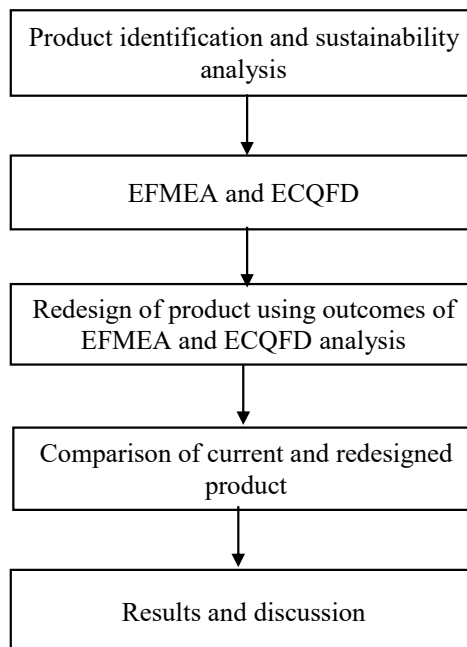 Product identification and sustainability
analysis
EFMEA and ECQFD
Redesign of product using outcomes of
EFMEA and ECQFD analysis
Comparison of current and redesigned
product
Results and discussion